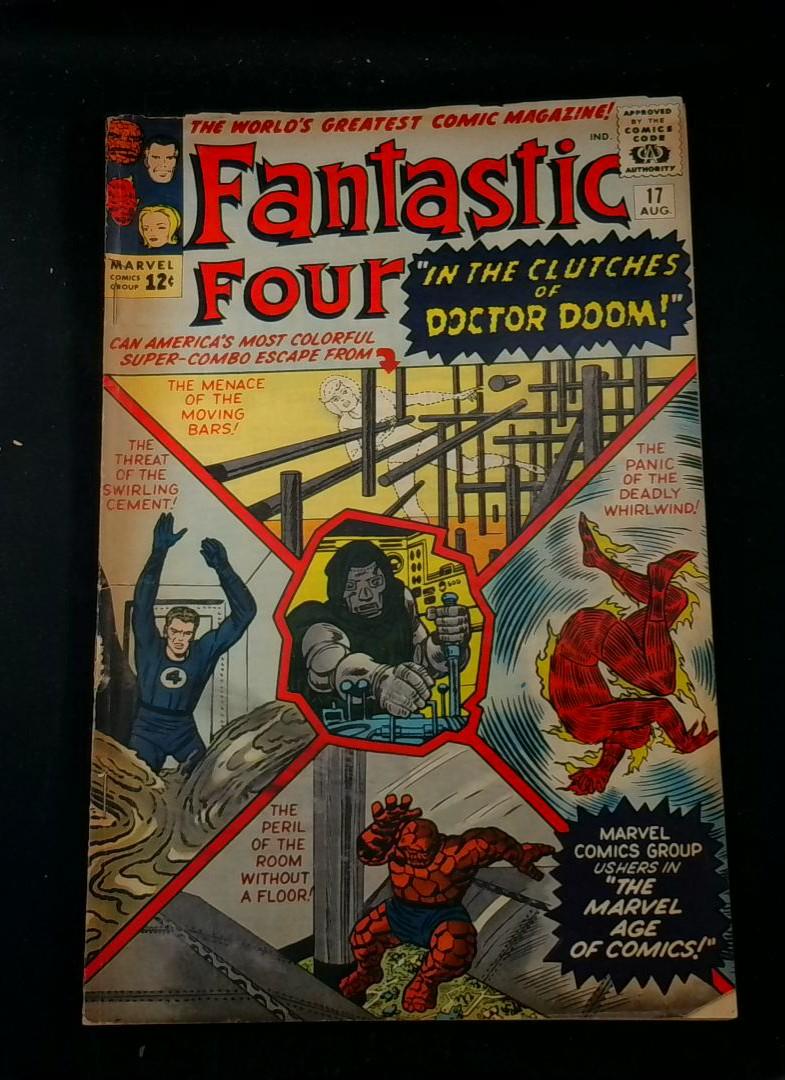 THE WORLD'S GREATEST COMIC MAGAZINE!
APPROVED
BY THE
COMICS
CODE
CA
AUTHORITY
IND.
Fantastic
FOUR
17
AUG.
MARVEL
COMICS
GROUP
12¢
"IN THE CLUTCHES
OF
DOCTOR DOOM!"
CAN AMERICA'S MOST COLORFUL
SUPER-COMBO ESCAPE FROM
THE MENACE
OF THE
MOVING
BARS!
THE
THREAT
OF THE
SWIRLING
CEMENT!
THE
PANIC
OF THE
DEADLY
WHIRLWIND!
4
THE
PERIL
OF THE
ROOM
WITHOUT
A FLOOR!
MARVEL
COMICS GROUP
USHERS IN
"THE
MARVEL
AGE
OF COMICS!"